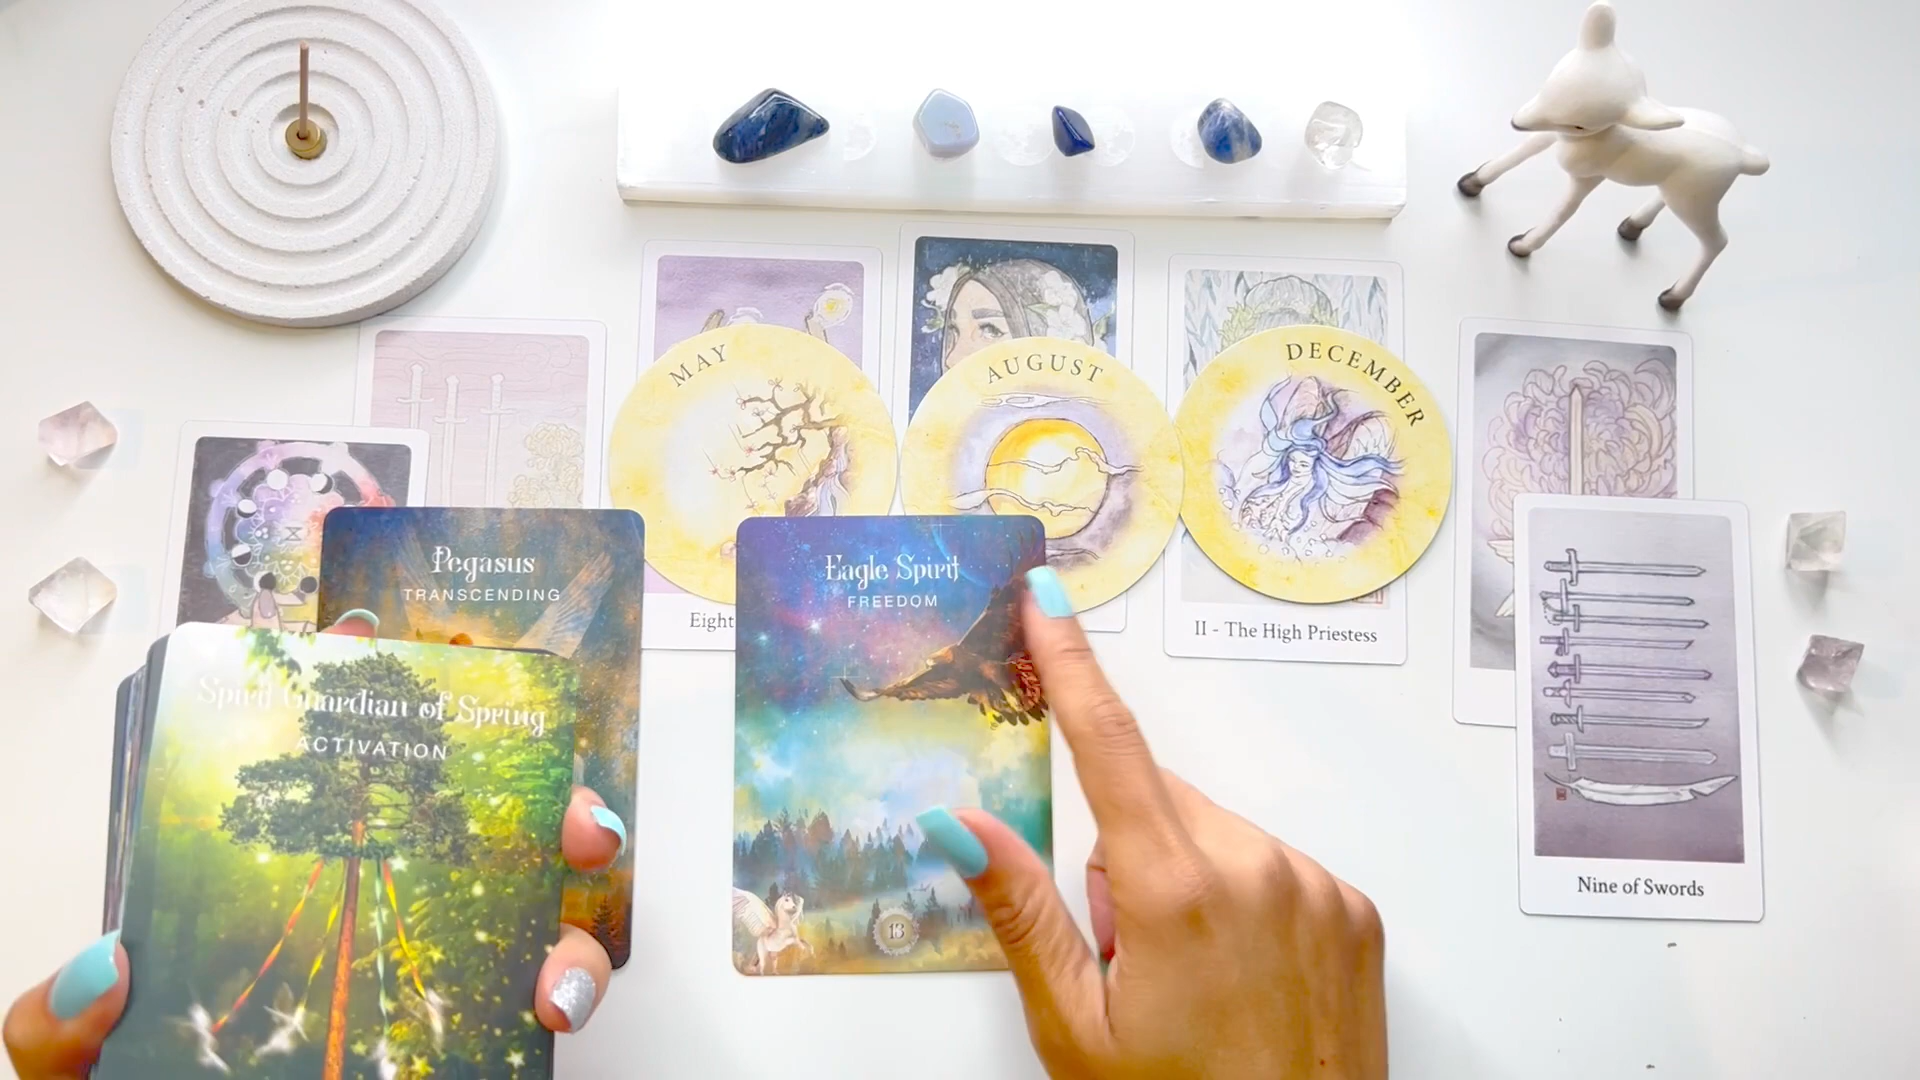 MAY
AUGUST
DECEMBER
Pegasus
TRANSCENDING
Eagle Spirit
FREEDOM
Eight
II - The High Priestess
Spirit Guardian of Spring
ACTIVATION
13
Nine of Swords